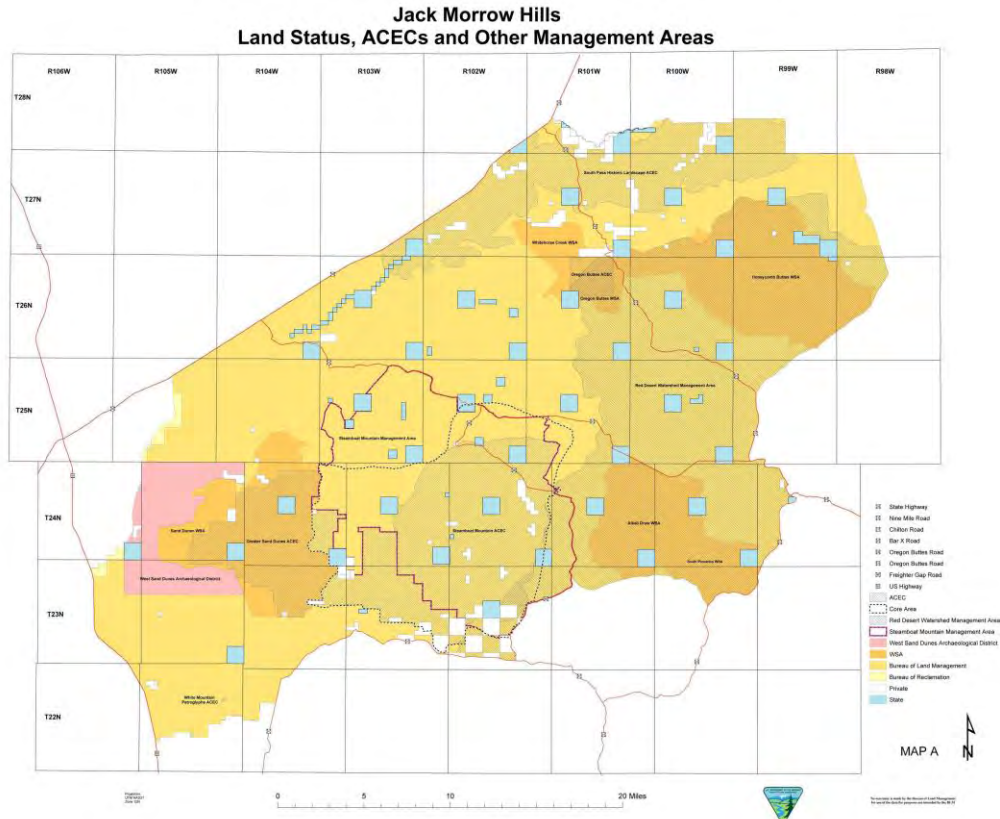 Jack Morrow Hills
Land Status, ACECs and Other Management Areas
R106W R105W R104W R103W R102W R101W R100W R99W R98W
T28N
South Pass Historic Landscape ACEC
T27N
Whitehorse Creek WSA
Oregon Buttes ACEC
Honeycomb Buttes WSA
Oregon Buttes WSA
T26N
Red Desert Watershed Management Area
T25N
Steamboat Mountain Management Area
T24N
Sand Dunes WSA
Steamboat Mountain ACEC
Greater Sand Dunes ACEC
West Sand Dunes Archaeological District
T23N
White Mountain
Petroglyphs ACEC
T22N
State Highway
Nine Mile Road
Chilton Road
Bar X Road
Oregon Buttes Road
Oregon Buttes Road
Freighter Gap Road
US Highway
ACEC
Core Area
Red Desert Watershed Management Area
Steamboat Mountain Management Area
West Sand Dunes Archaeological District
WSA
Bureau of Land Management
Bureau of Reclamation
Private
State
MAP A
N
0 5 10 20 Miles